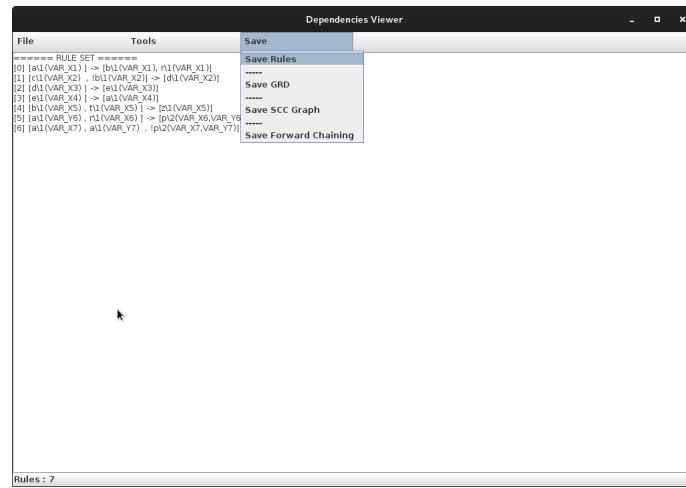 Dependencies Viewer
File Tools Save
====== RULE SET ======
[0] [a\1(VAR_X1) ] -> [b\1(VAR_X1), r\1(VAR_X1)]
[1] [c\1(VAR_X2) , !b\1(VAR_X2)] -> [d\1(VAR_X2)]
[2] [d\1(VAR_X3) ] -> [e\1(VAR_X3)]
[3] [e\1(VAR_X4) ] -> [a\1(VAR_X4)]
[4] [b\1(VAR_X5) , t\1(VAR_X5) ] -> [z\1(VAR_X5)]
[5] [a\1(VAR_Y6) , r\1(VAR_X6) ] -> [p\2(VAR_X6,VAR_Y6
[6] [a\1(VAR_X7) , a\1(VAR_Y7) , !p\2(VAR_X7,VAR_Y7)]
Save Rules
-----
Save GRD
-----
Save SCC Graph
-----
Save Forward Chaining
Rules : 7